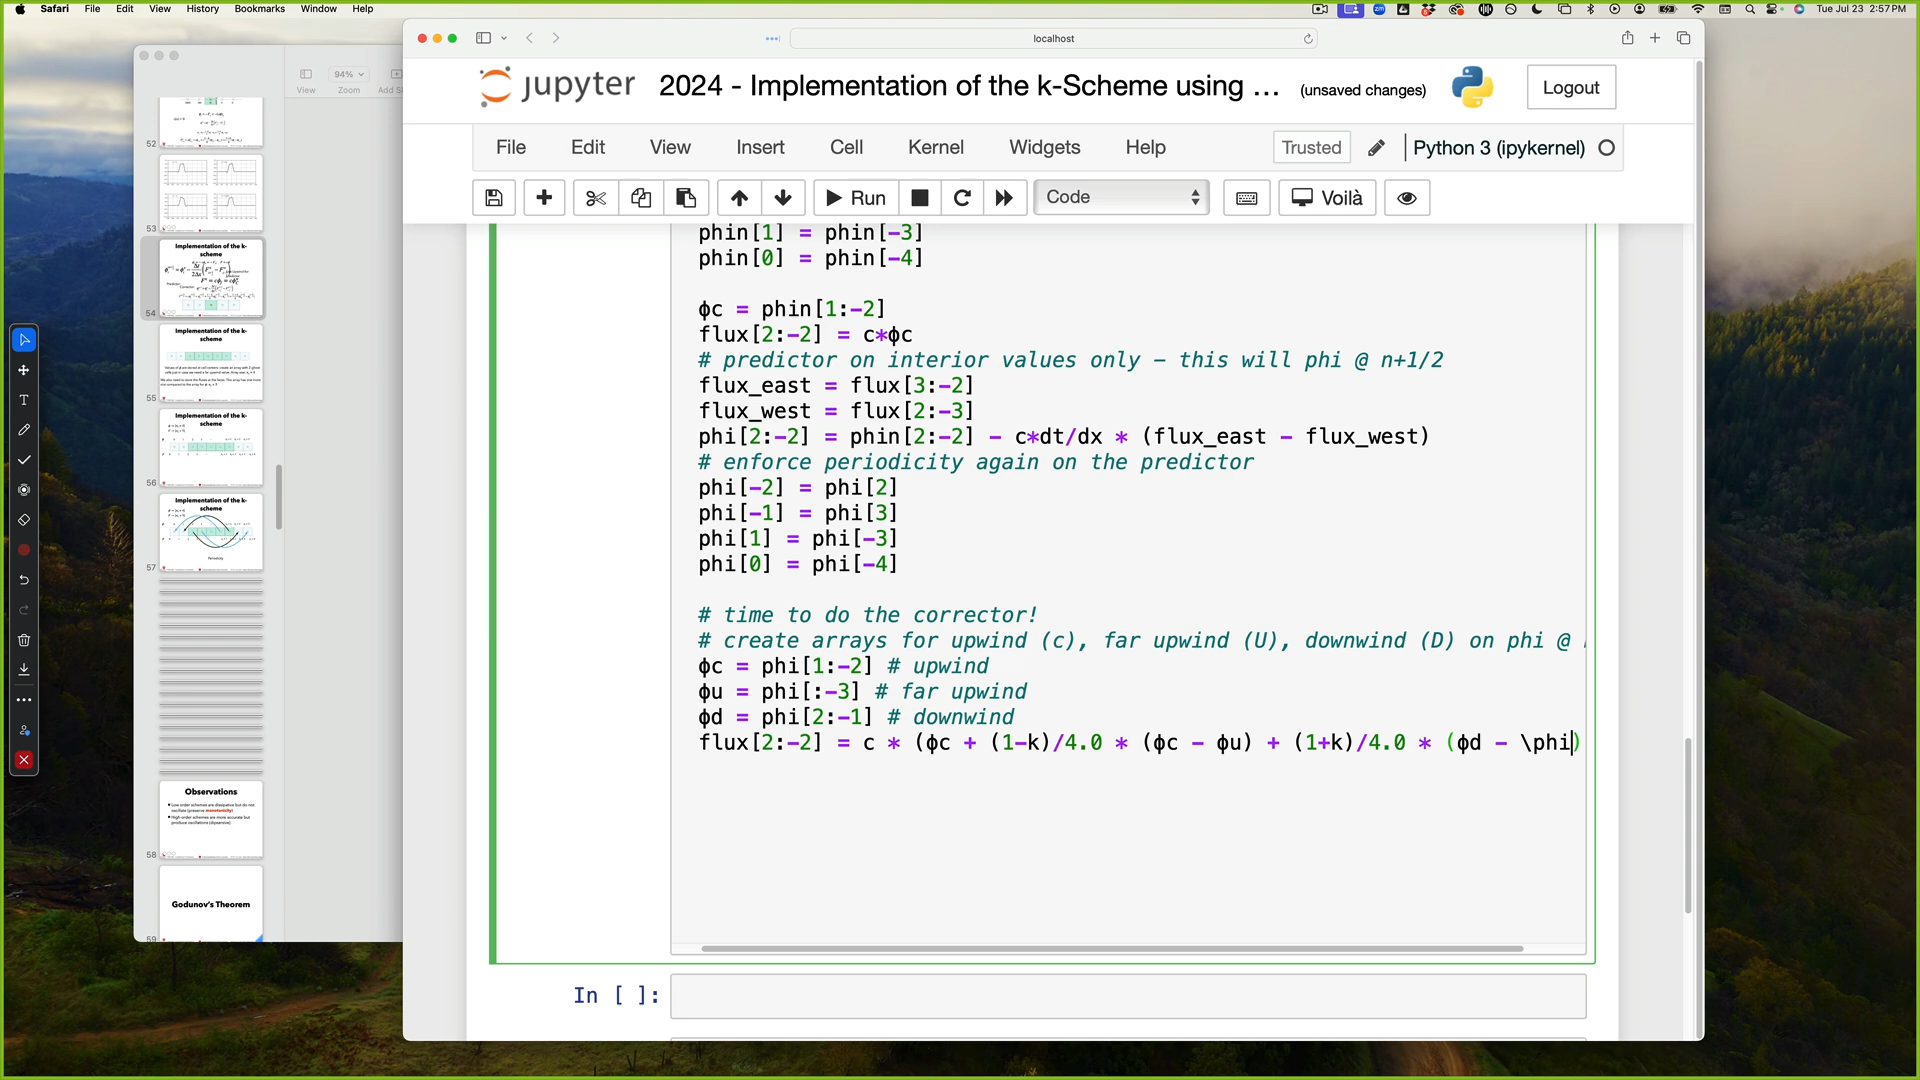 Safari File Edit View History Bookmarks Window Help
Tue Jul 23 2:57 PM
localhost
94%
View Zoom Add Sl
jupyter 2024 - Implementation of the k-Scheme using ... (unsaved changes)
Logout
File Edit View Insert Cell Kernel Widgets Help
Trusted
Python 3 (ipykernel)
Run
Code
Voilà
phin[1] = phin[-3]
phin[0] = phin[-4]
ϕc = phin[1:-2]
flux[2:-2] = c*ϕc
# predictor on interior values only - this will phi @ n+1/2
flux_east = flux[3:-2]
flux_west = flux[2:-3]
phi[2:-2] = phin[2:-2] - c*dt/dx * (flux_east - flux_west)
# enforce periodicity again on the predictor
phi[-2] = phi[2]
phi[-1] = phi[3]
phi[1] = phi[-3]
phi[0] = phi[-4]
# time to do the corrector!
# create arrays for upwind (c), far upwind (U), downwind (D) on phi @
ϕc = phi[1:-2] # upwind
ϕu = phi[:-3] # far upwind
ϕd = phi[2:-1] # downwind
flux[2:-2] = c * (ϕc + (1-k)/4.0 * (ϕc - ϕu) + (1+k)/4.0 * (ϕd - \phi)
In [ ]:
52
53
Implementation of the k-
scheme
54
Implementation of the k-
scheme
55
Implementation of the k-
scheme
56
Implementation of the k-
scheme
Periodicity
57
Observations
58
Godunov's Theorem
59